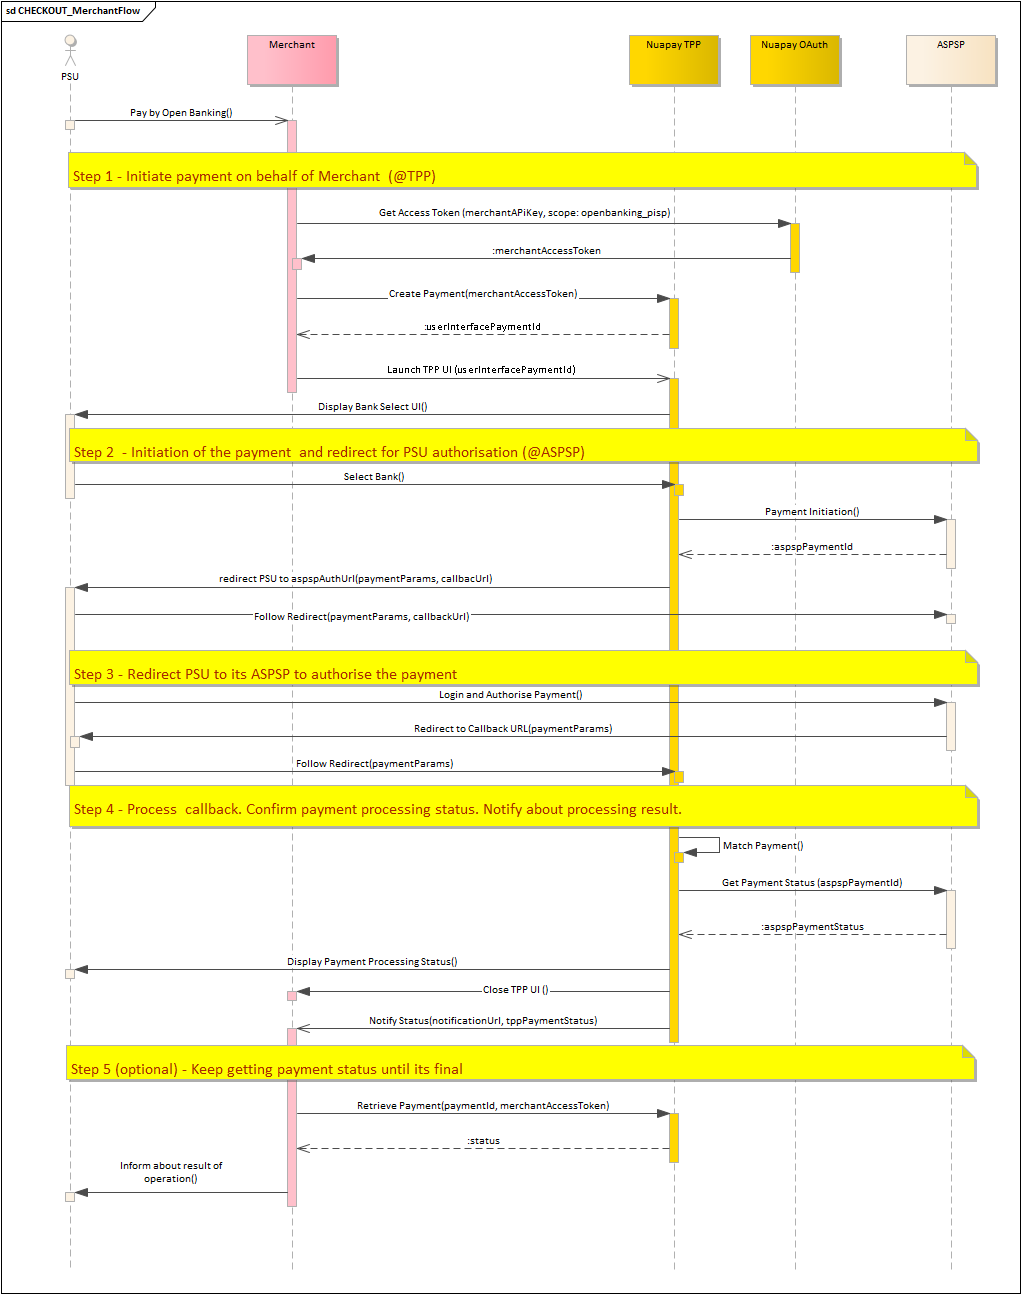 sd CHECKOUT_MerchantFlow
PSU
Merchant
Nuapay TPP
Nuapay OAuth
ASPSP
Pay by Open Banking()
Step 1 - Initiate payment on behalf of Merchant (@TPP)
Get Access Token (merchantAPiKey, scope: openbanking_pisp)
:merchantAccessToken
Create Payment(merchantAccessToken)
:userInterfacePaymentId
Launch TPP UI (userInterfacePaymentId)
Display Bank Select UI()
Step 2 - Initiation of the payment and redirect for PSU authorisation (@ASPSP)
Select Bank()
Payment Initiation()
:aspspPaymentId
redirect PSU to aspspAuthUrl(paymentParams, callbacUrl)
Follow Redirect(paymentParams, callbackUrl)
Step 3 - Redirect PSU to its ASPSP to authorise the payment
Login and Authorise Payment()
Redirect to Callback URL(paymentParams)
Follow Redirect(paymentParams)
Step 4 - Process callback. Confirm payment processing status. Notify about processing result.
Match Payment()
Get Payment Status (aspspPaymentId)
:aspspPaymentStatus
Display Payment Processing Status()
Close TPP UI ()
Notify Status(notificationUrl, tppPaymentStatus)
Step 5 (optional) - Keep getting payment status until its final
Retrieve Payment(paymentId, merchantAccessToken)
:status
Inform about result of
operation()